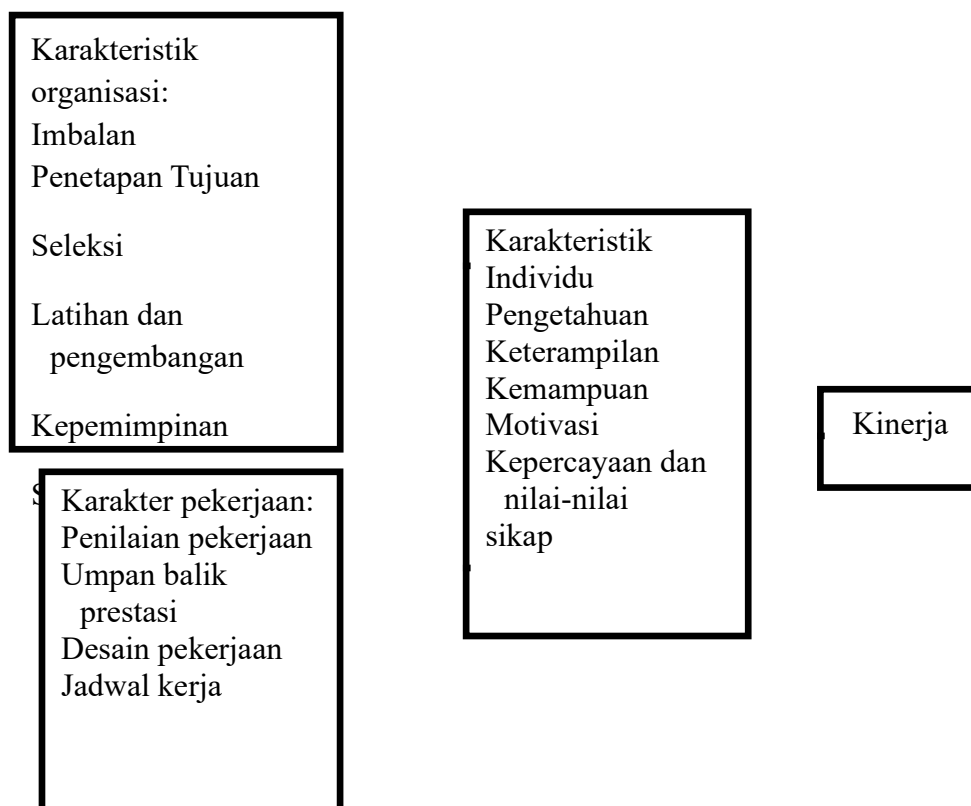 Karakteristik
organisasi:
Imbalan
Penetapan Tujuan
Seleksi
Latihan dan
pengembangan
Kepemimpinan
Karakter pekerjaan:
Penilaian pekerjaan
Umpan balik
prestasi
Desain pekerjaan
Jadwal kerja
Karakteristik
Individu
Pengetahuan
Keterampilan
Kemampuan
Motivasi
Kepercayaan dan
nilai-nilai
sikap
Kinerja